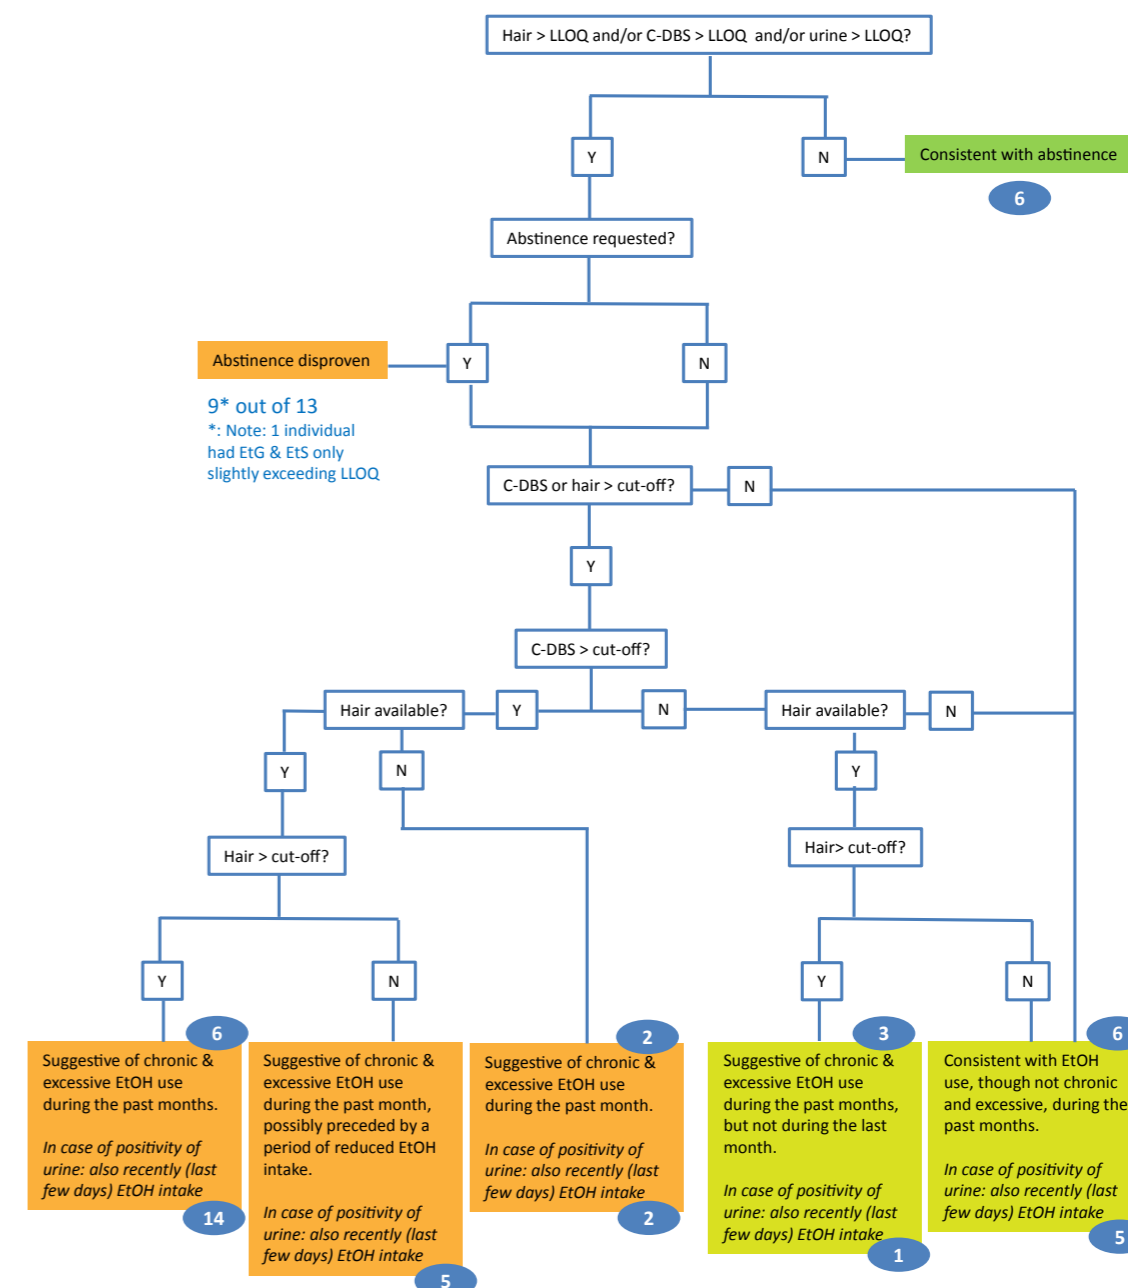 Hair > LLOQ and/or C-DBS > LLOQ and/or urine > LLOQ?
Y
N
Consistent with abstinence
6
Abstinence requested?
Abstinence disproven
Y
N
9* out of 13
*: Note: 1 individual
had EtG & EtS only
slightly exceeding LLOQ
C-DBS or hair > cut-off?
N
Y
C-DBS > cut-off?
Hair available?
Y
N
Hair available?
N
Y
N
Y
Hair > cut-off?
Hair> cut-off?
Y
N
Y
N
6
Suggestive of chronic &
excessive EtOH use
during the past months.
In case of positivity of
urine: also recently (last
few days) EtOH intake
14
Suggestive of chronic &
excessive EtOH use
during the past month,
possibly preceded by a
period of reduced EtOH
intake.
In case of positivity of
urine: also recently (last
few days) EtOH intake
5
2
Suggestive of chronic &
excessive EtOH use
during the past month.
In case of positivity of
urine: also recently (last
few days) EtOH intake
2
3
Suggestive of chronic &
excessive EtOH use
during the past months,
but not during the last
month.
In case of positivity of
urine: also recently (last
few days) EtOH intake
1
6
Consistent with EtOH
use, though not chronic
and excessive, during the
past months.
In case of positivity of
urine: also recently (last
few days) EtOH intake
5